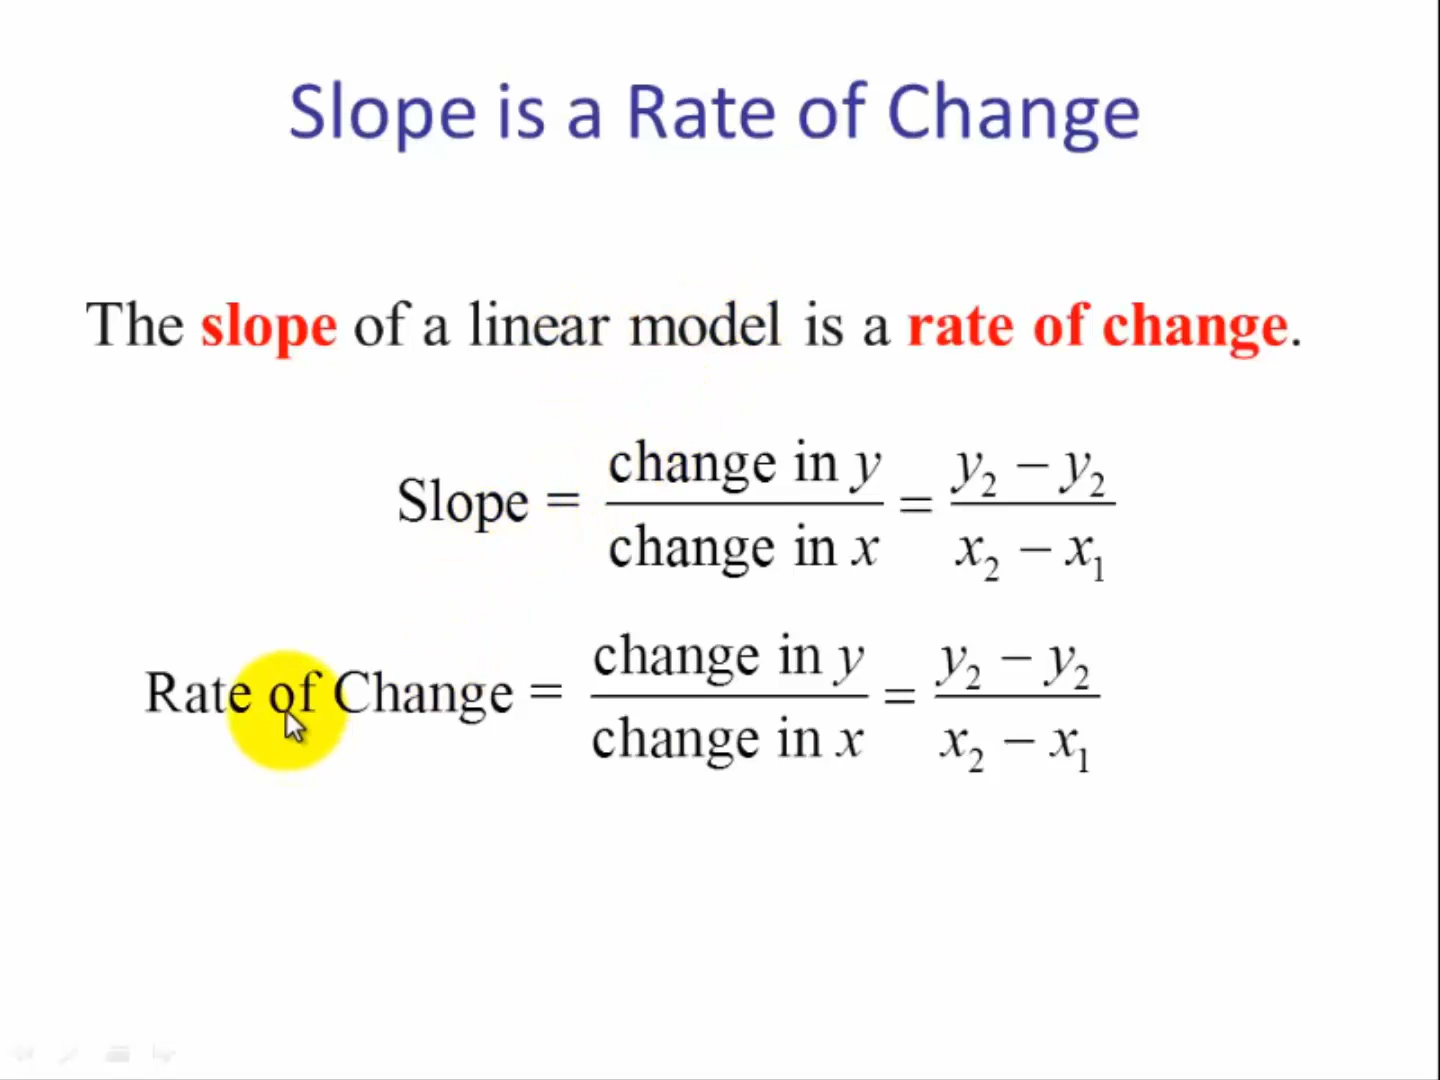 Slope is a Rate of Change
The slope of a linear model is a rate of change.
Slope = change in y / change in x = y₂ − y₂ / x₂ − x₁
Rate of Change = change in y / change in x = y₂ − y₂ / x₂ − x₁